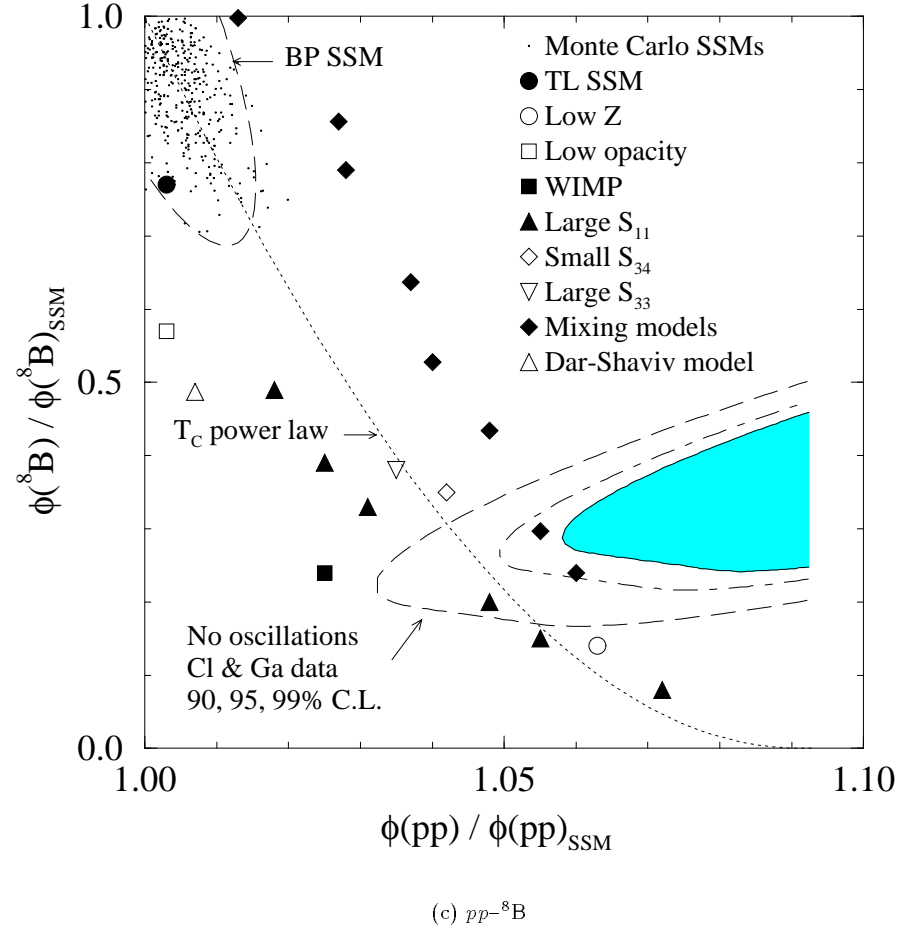 1.0
BP SSM
Monte Carlo SSMs
TL SSM
Low Z
Low opacity
WIMP
Large S₁₁
Small S₃₄
Large S₃₃
Mixing models
Dar-Shaviv model
ϕ(⁸B) / ϕ(⁸B)SSM
0.5
T_C power law
No oscillations
Cl & Ga data
90, 95, 99% C.L.
0.0
1.00 1.05 1.10
ϕ(pp) / ϕ(pp)SSM
(c) pp–⁸B